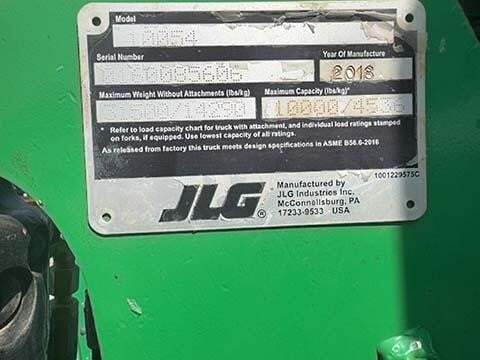 Model
10054
Serial Number
Year Of Manufacture
2018
Maximum Weight Without Attachments (lbs/kg)
Maximum Capacity (lbs/kg)*
10000/4536
* Refer to load capacity chart for truck with attachment, and individual load ratings stamped
on forks, if equipped. Use lowest capacity of all ratings.
As released from factory this truck meets design specifications in ASME B56.6-2016
1001229575C
JLG®
Manufactured by
JLG Industries Inc.
McConnellsburg, PA
17233-9533 USA